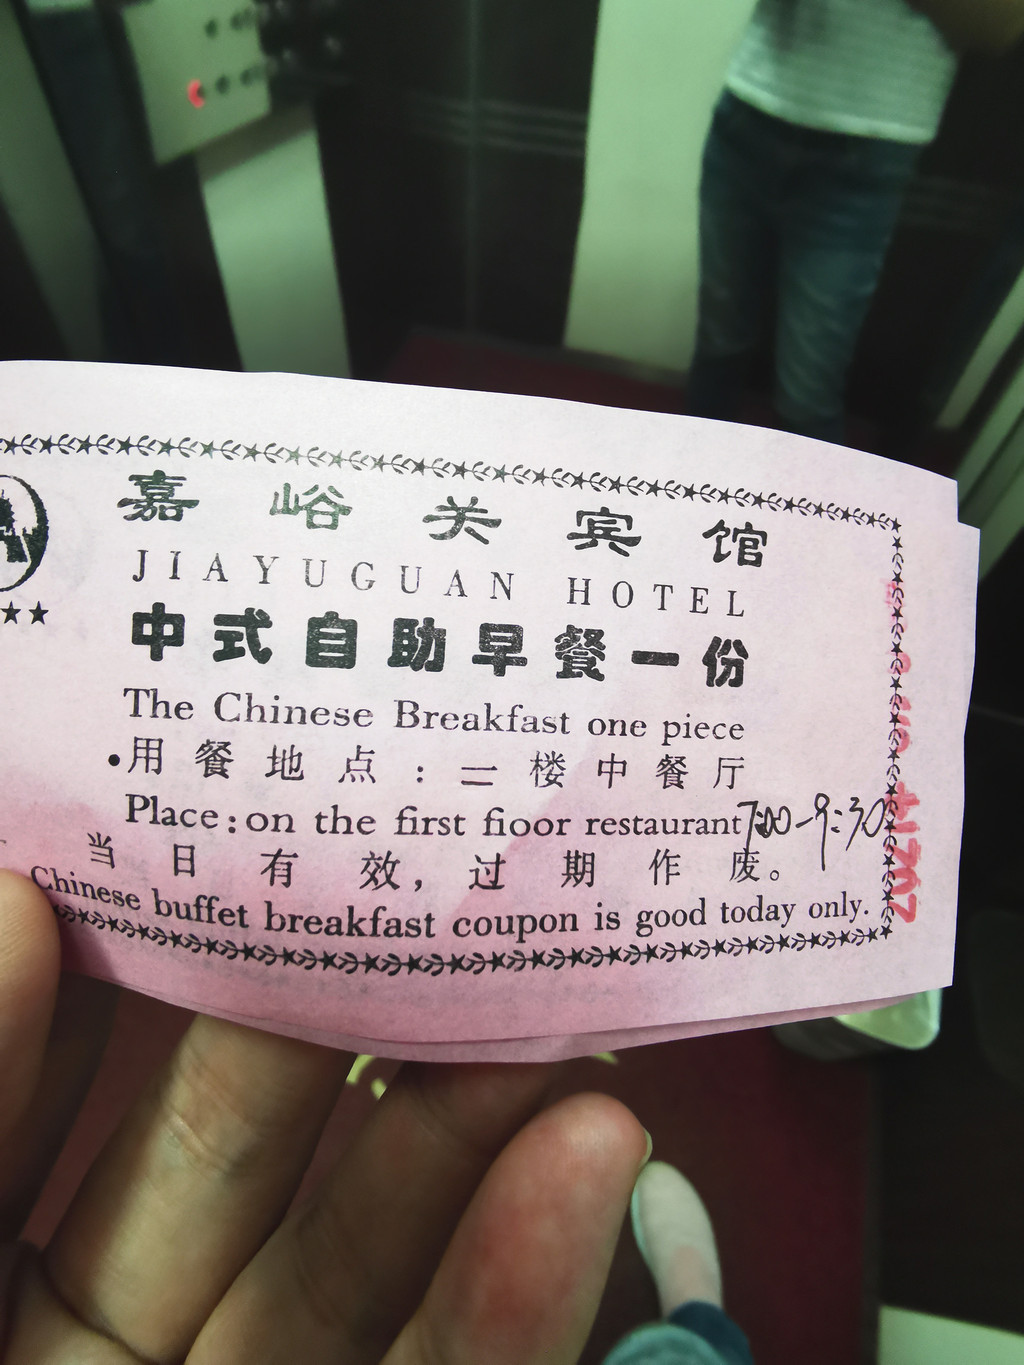 嘉峪关宾馆
JIAYUGUAN HOTEL
中式自助早餐一份
The Chinese Breakfast one piece
•用餐地点：二楼中餐厅
Place:on the first fioor restaurant 7:00-9:30
当日有效，过期作废。
Chinese buffet breakfast coupon is good today only.